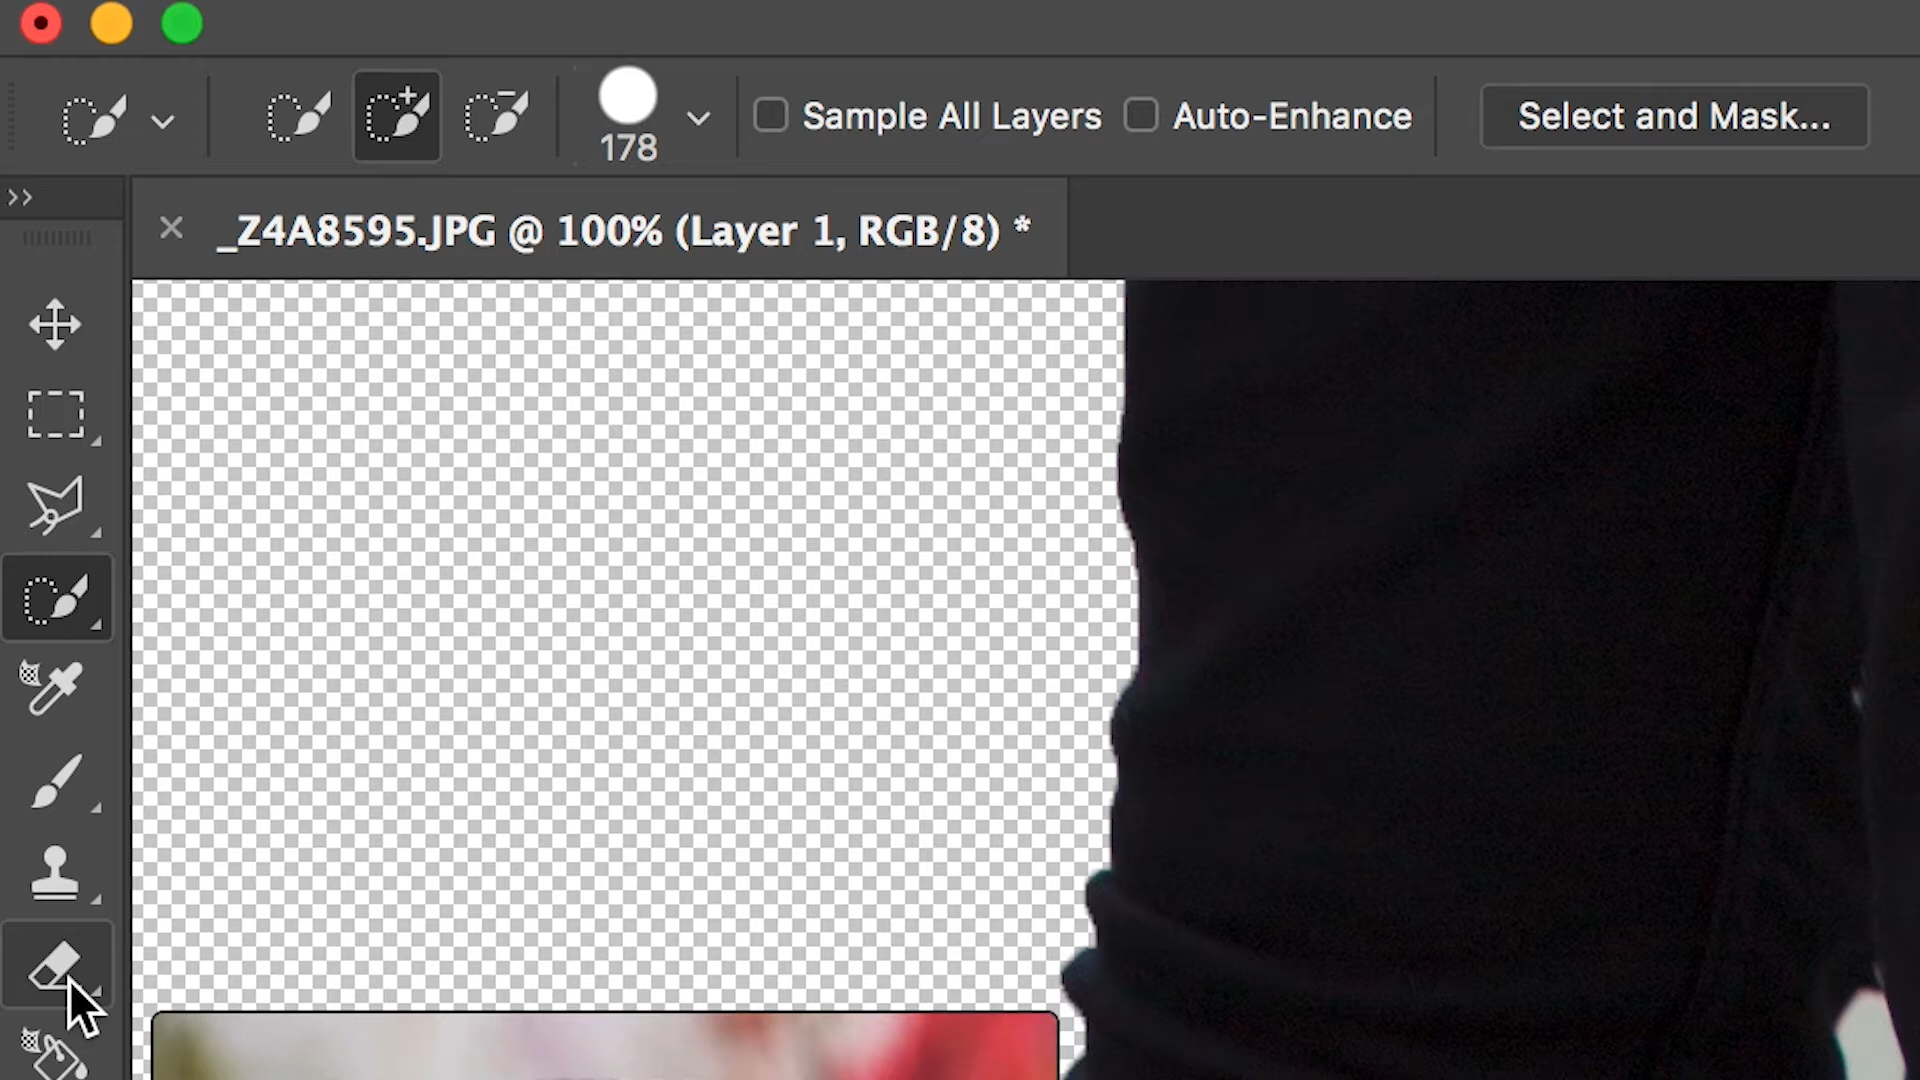 178
Sample All Layers
Auto-Enhance
Select and Mask...
_Z4A8595.JPG @ 100% (Layer 1, RGB/8) *